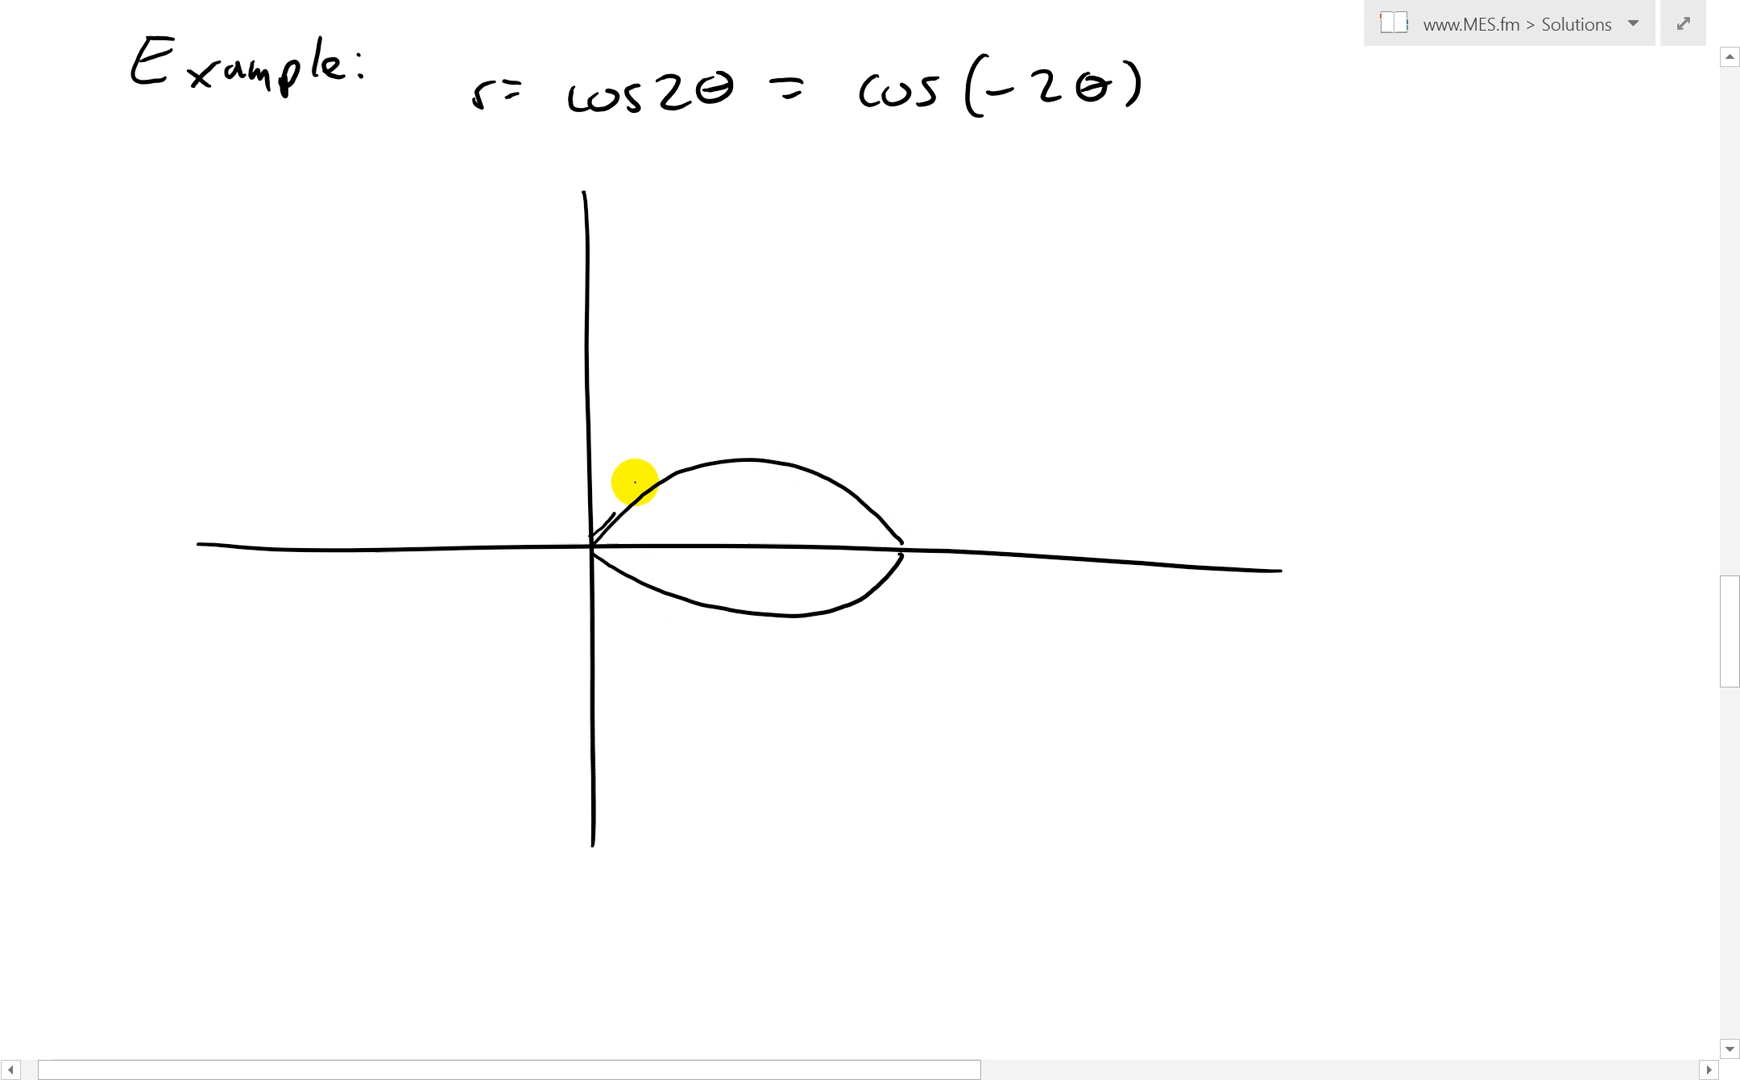 www.MES.fm > Solutions
Example: r = cos2θ = cos(-2θ)